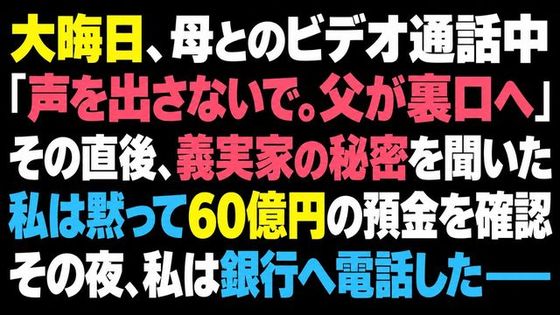 大晦日、母とのビデオ通話中
「声を出さないで。父が裏口へ」
その直後、義実家の秘密を聞いた
私は黙って60億円の預金を確認
その夜、私は銀行へ電話した──